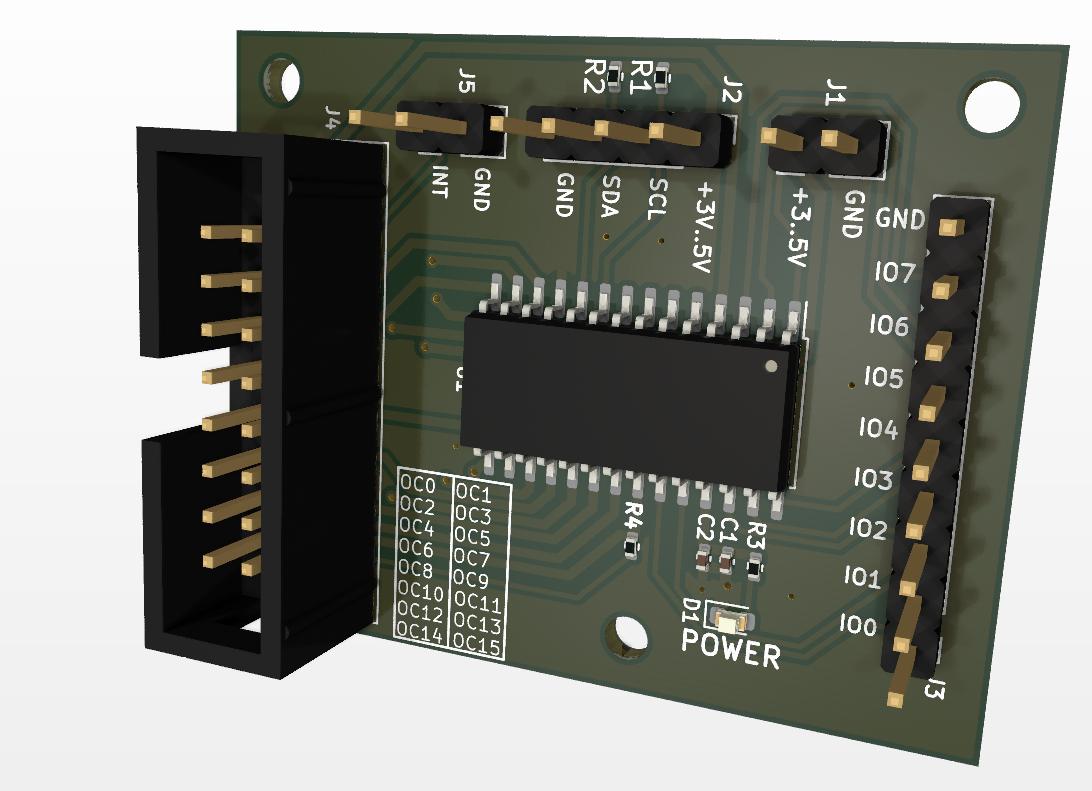 J5
R2
R1
J2
J1
J4
INT
GND
GND
SDA
SCL
+3V..5V
+3..5V
GND
GND
IO7
IO6
IO5
IO4
IO3
IO2
IO1
IO0
J3
OC0 OC1
OC2 OC3
OC4 OC5
OC6 OC7
OC8 OC9
OC10 OC11
OC12 OC13
OC14 OC15
R4
C2
C1
R3
D1
POWER